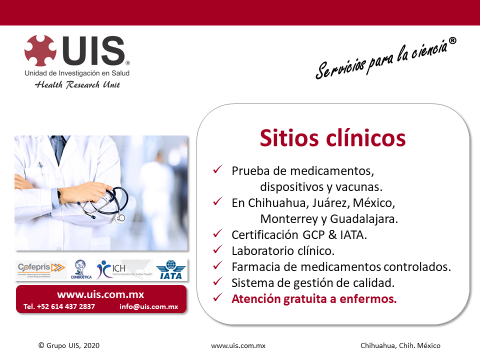 UIS®
Unidad de Investigación en Salud
Health Research Unit
Servicios para la ciencia®
Sitios clínicos
✓ Prueba de medicamentos,
dispositivos y vacunas.
✓ En Chihuahua, Juárez, México,
Monterrey y Guadalajara.
✓ Certificación GCP & IATA.
✓ Laboratorio clínico.
✓ Farmacia de medicamentos controlados.
✓ Sistema de gestión de calidad.
✓ Atención gratuita a enfermos.
Cofepris
CONBIOÉTICA
ICH
IATA
www.uis.com.mx
Tel. +52 614 437 2837 info@uis.com.mx
© Grupo UIS, 2020 www.uis.com.mx Chihuahua, Chih. México